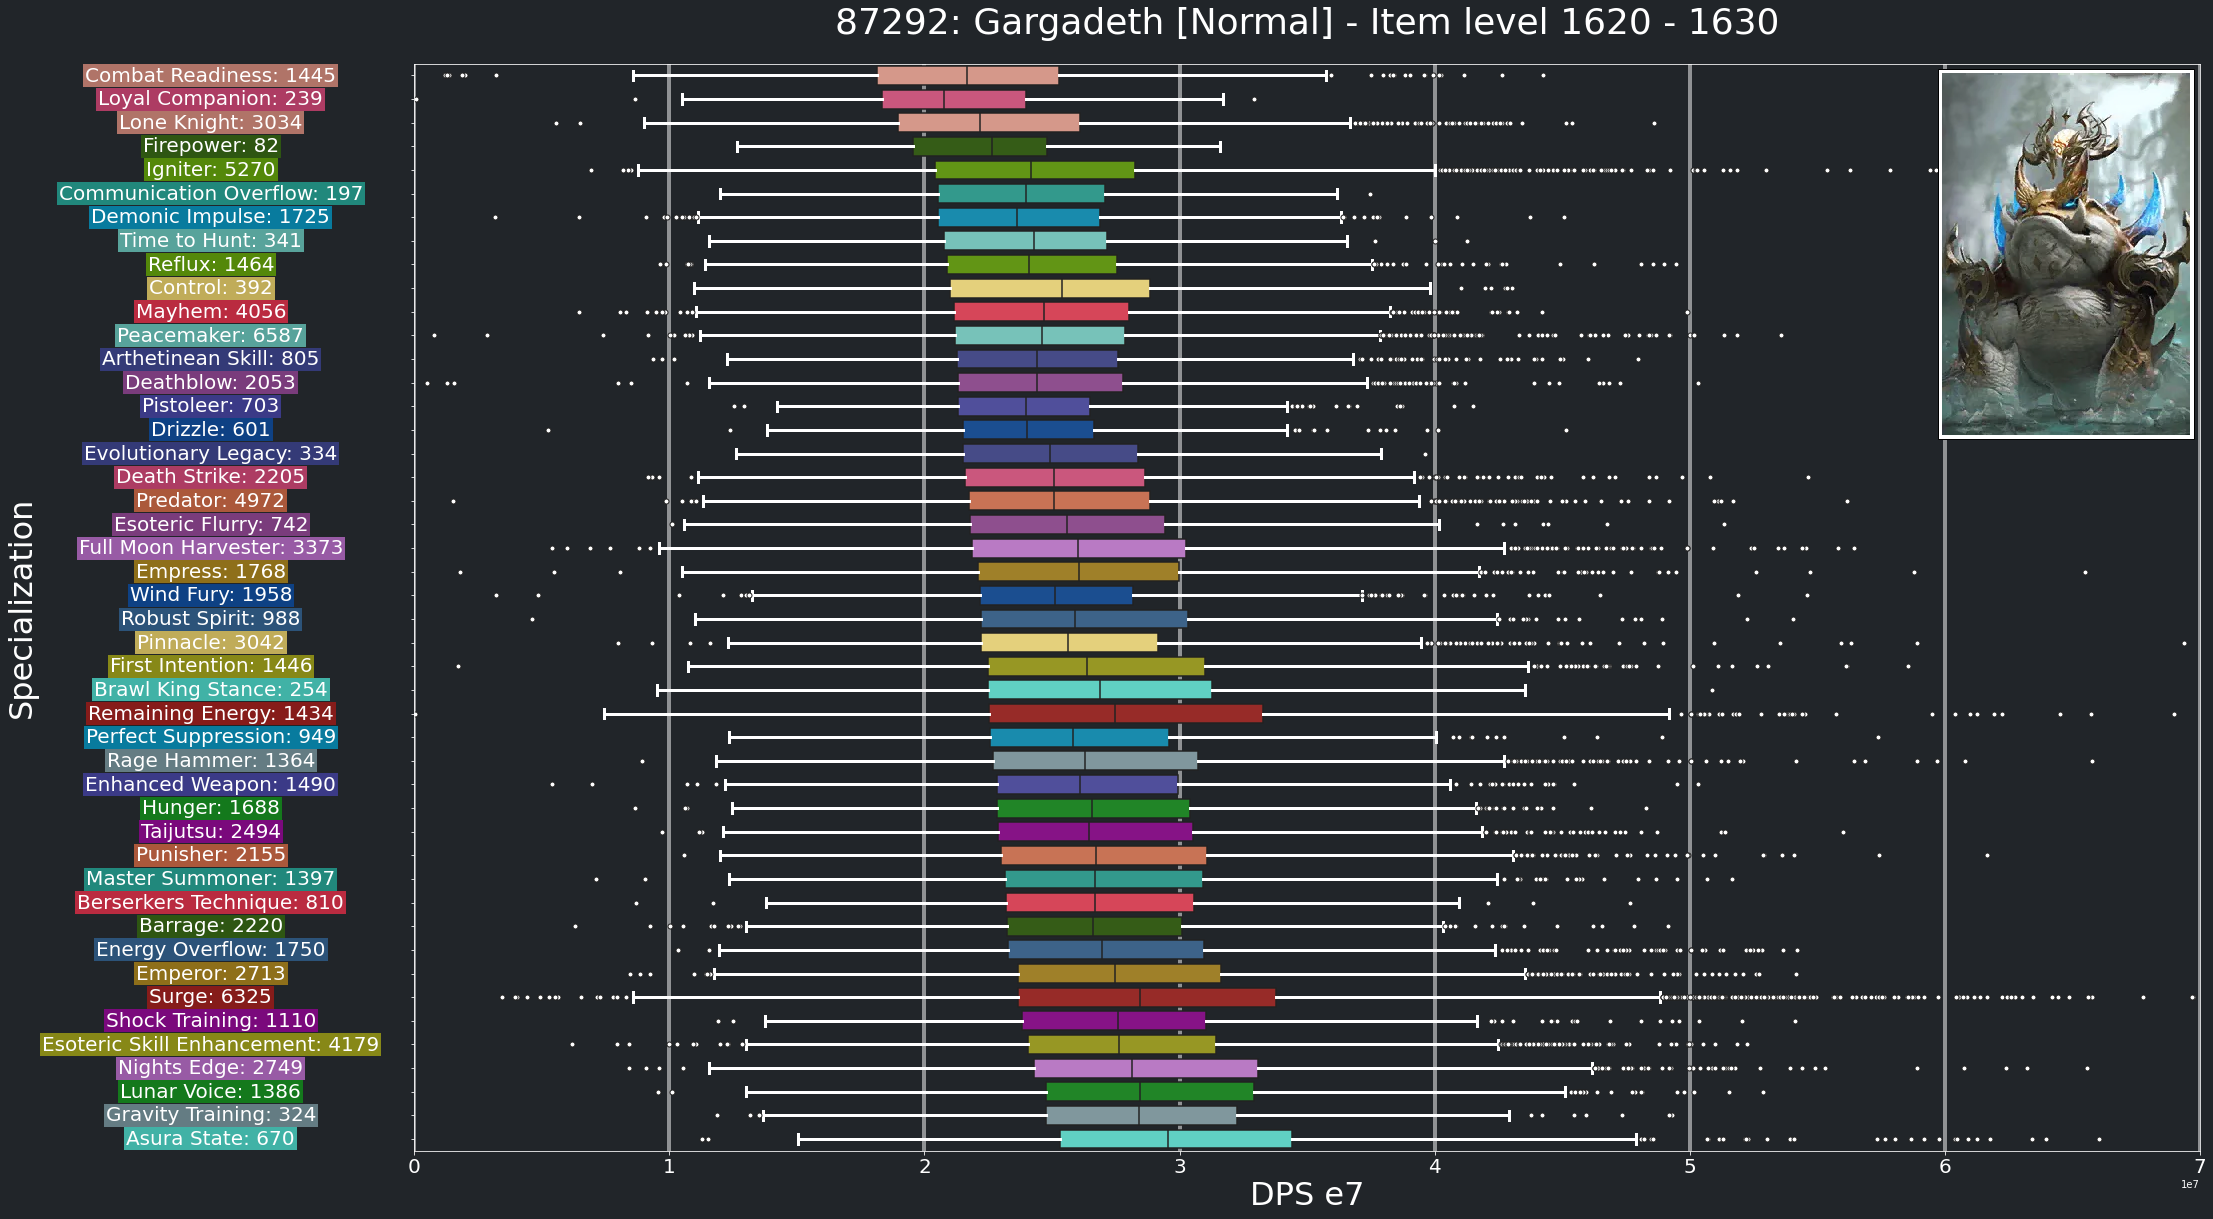 87292: Gargadeth [Normal] - Item level 1620 - 1630
Combat Readiness: 1445
Loyal Companion: 239
Lone Knight: 3034
Firepower: 82
Igniter: 5270
Communication Overflow: 197
Demonic Impulse: 1725
Time to Hunt: 341
Reflux: 1464
Control: 392
Mayhem: 4056
Peacemaker: 6587
Arthetinean Skill: 805
Deathblow: 2053
Pistoleer: 703
Drizzle: 601
Evolutionary Legacy: 334
Death Strike: 2205
Predator: 4972
Esoteric Flurry: 742
Full Moon Harvester: 3373
Empress: 1768
Wind Fury: 1958
Robust Spirit: 988
Pinnacle: 3042
First Intention: 1446
Brawl King Stance: 254
Remaining Energy: 1434
Perfect Suppression: 949
Rage Hammer: 1364
Enhanced Weapon: 1490
Hunger: 1688
Taijutsu: 2494
Punisher: 2155
Master Summoner: 1397
Berserkers Technique: 810
Barrage: 2220
Energy Overflow: 1750
Emperor: 2713
Surge: 6325
Shock Training: 1110
Esoteric Skill Enhancement: 4179
Nights Edge: 2749
Lunar Voice: 1386
Gravity Training: 324
Asura State: 670
Specialization
0 1 2 3 4 5 6 7
1e7
DPS e7